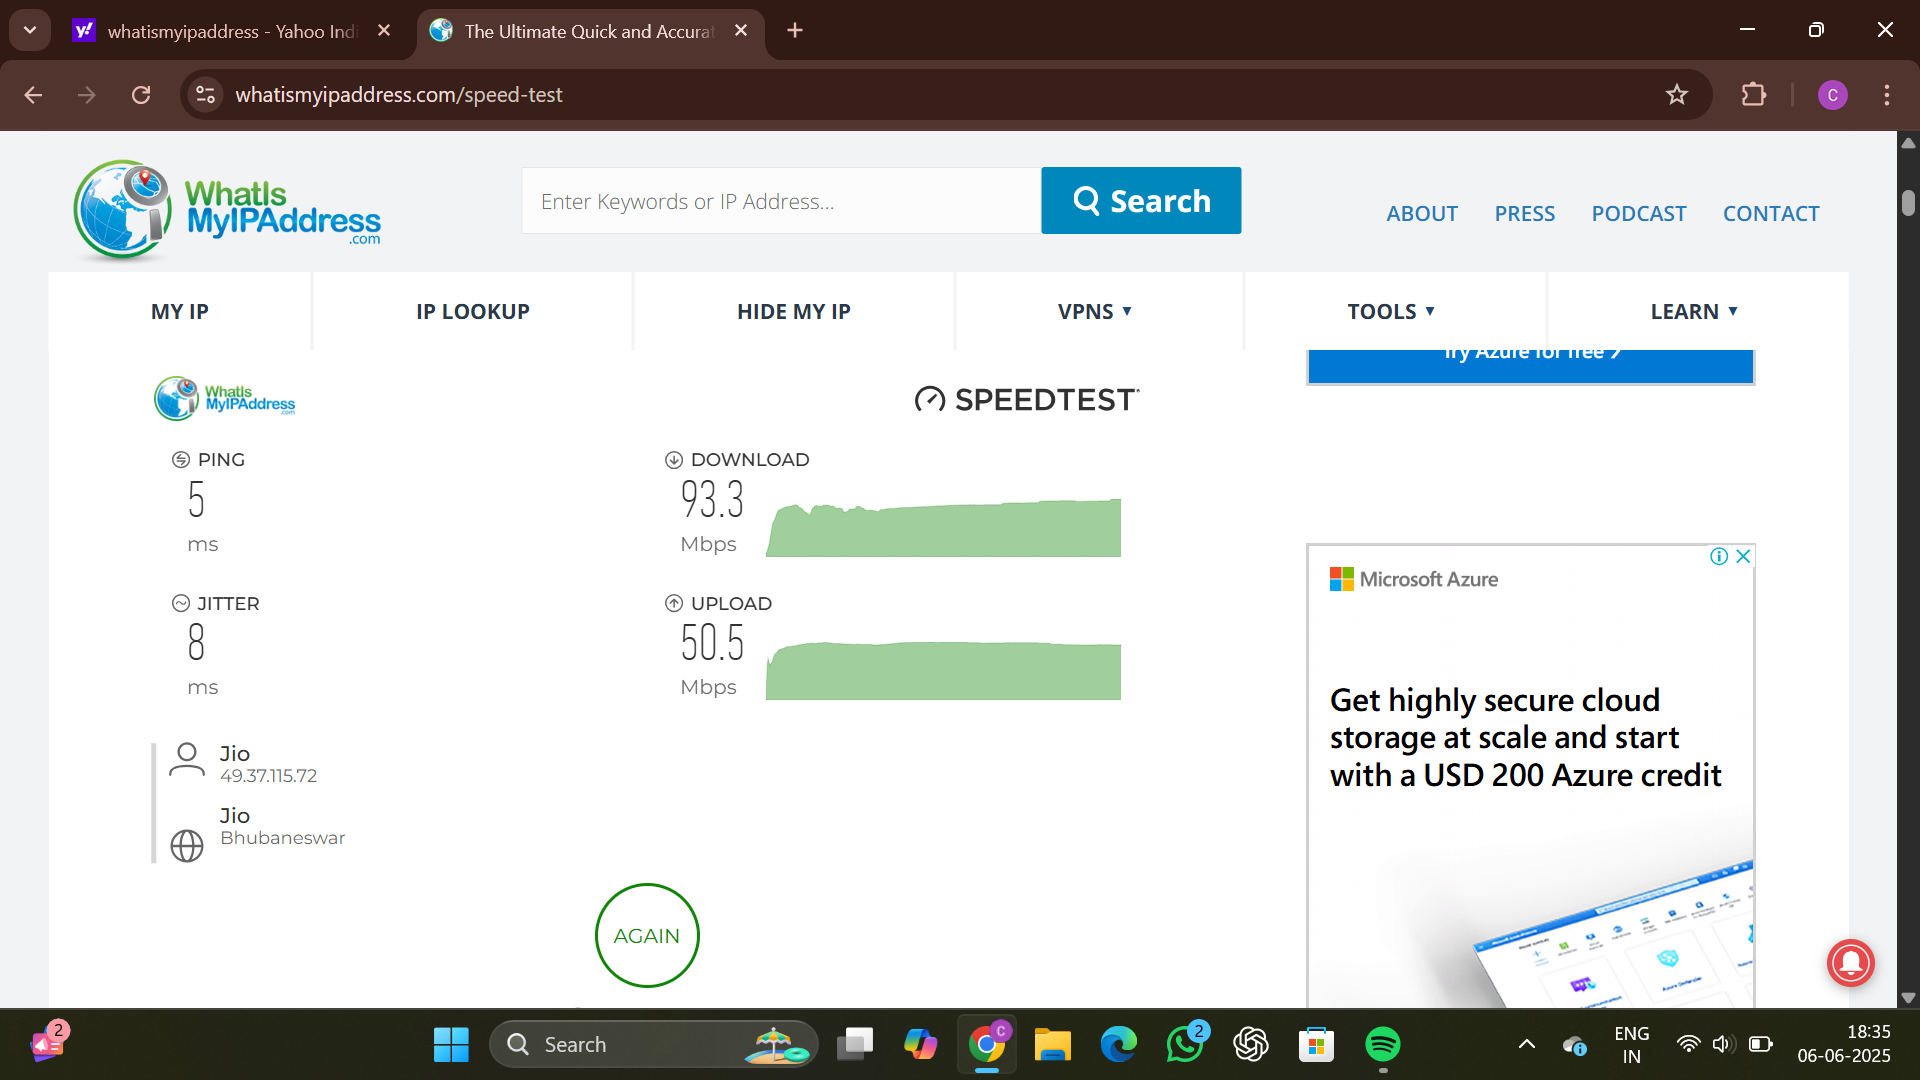 whatismyipaddress - Yahoo Indi
The Ultimate Quick and Accurat
whatismyipaddress.com/speed-test
C
WhatIs
MyIPAddress
.com
Enter Keywords or IP Address...
Search
ABOUT PRESS PODCAST CONTACT
MY IP IP LOOKUP HIDE MY IP VPNS ▼ TOOLS ▼ LEARN ▼
Try Azure for free
WhatIs
MyIPAddress
.com
SPEEDTEST
PING
5
ms
DOWNLOAD
93.3
Mbps
JITTER
8
ms
UPLOAD
50.5
Mbps
Jio
49.37.115.72
Jio
Bhubaneswar
AGAIN
Microsoft Azure
Get highly secure cloud
storage at scale and start
with a USD 200 Azure credit
2
Search
C
2
ENG
IN
18:35
06-06-2025